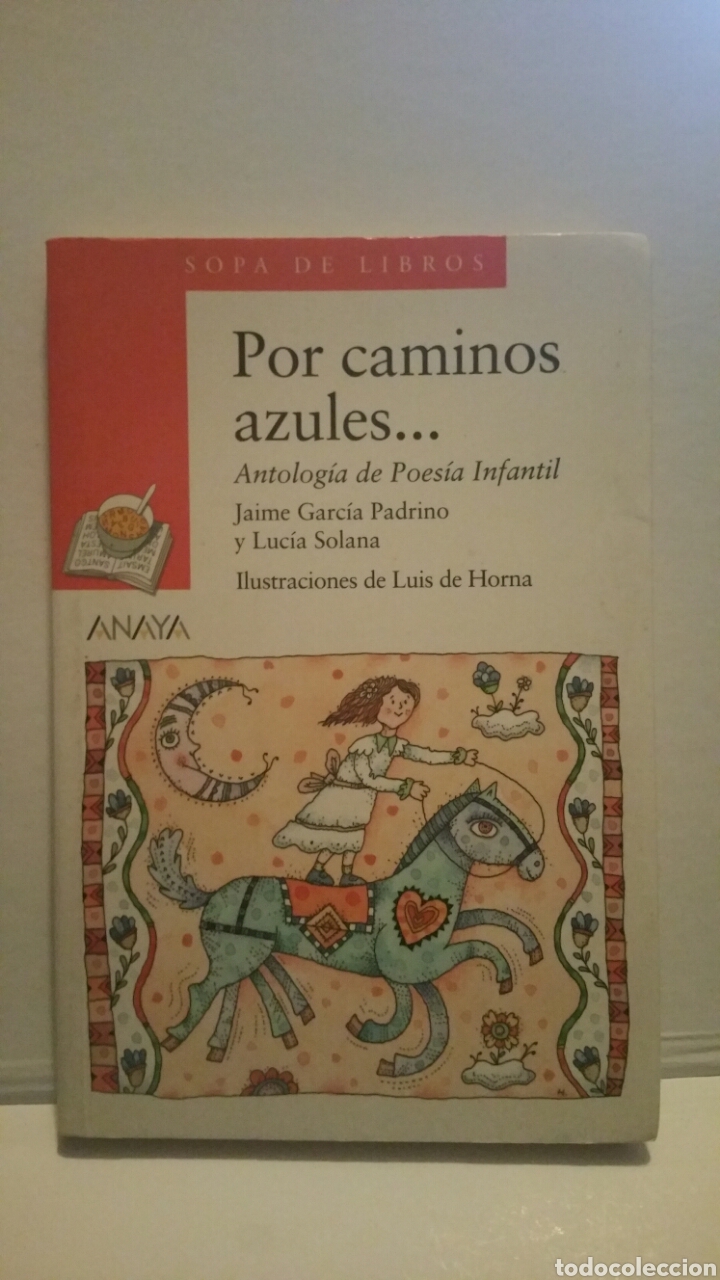 SOPA DE LIBROS
Por caminos
azules...
Antología de Poesía Infantil
Jaime García Padrino
y Lucía Solana
Ilustraciones de Luis de Horna
ANAYA
todocoleccion